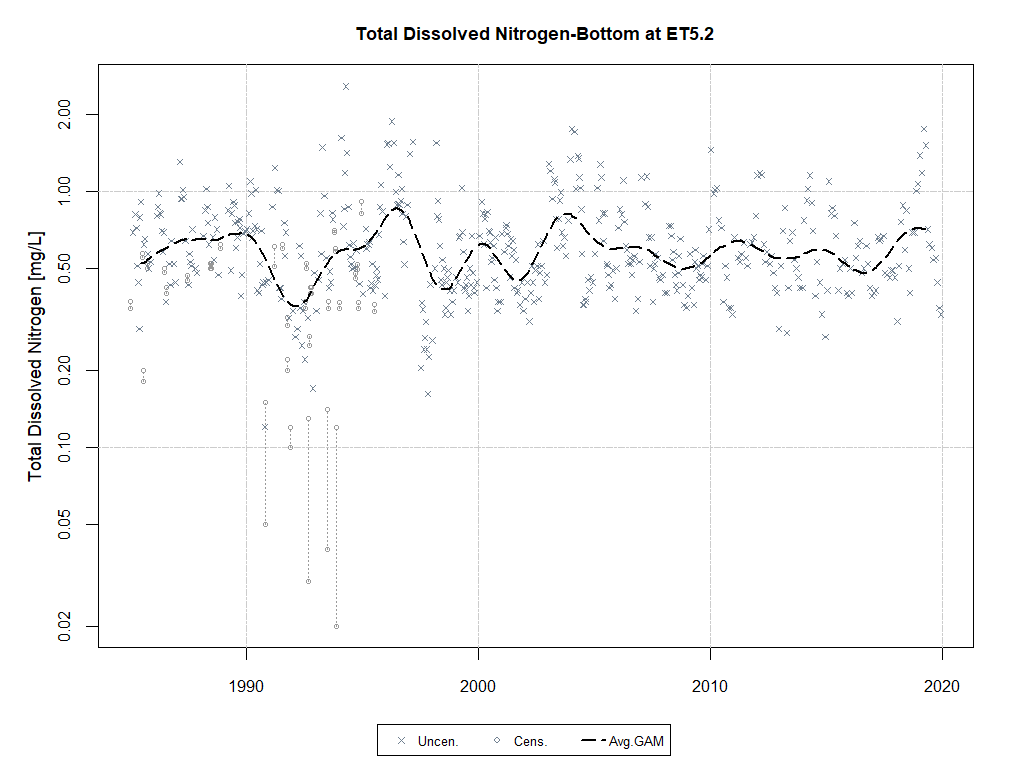 Total Dissolved Nitrogen-Bottom at ET5.2
Total Dissolved Nitrogen [mg/L]
2.00
1.00
0.50
0.20
0.10
0.05
0.02
1990 2000 2010 2020
Uncen. Cens. Avg.GAM